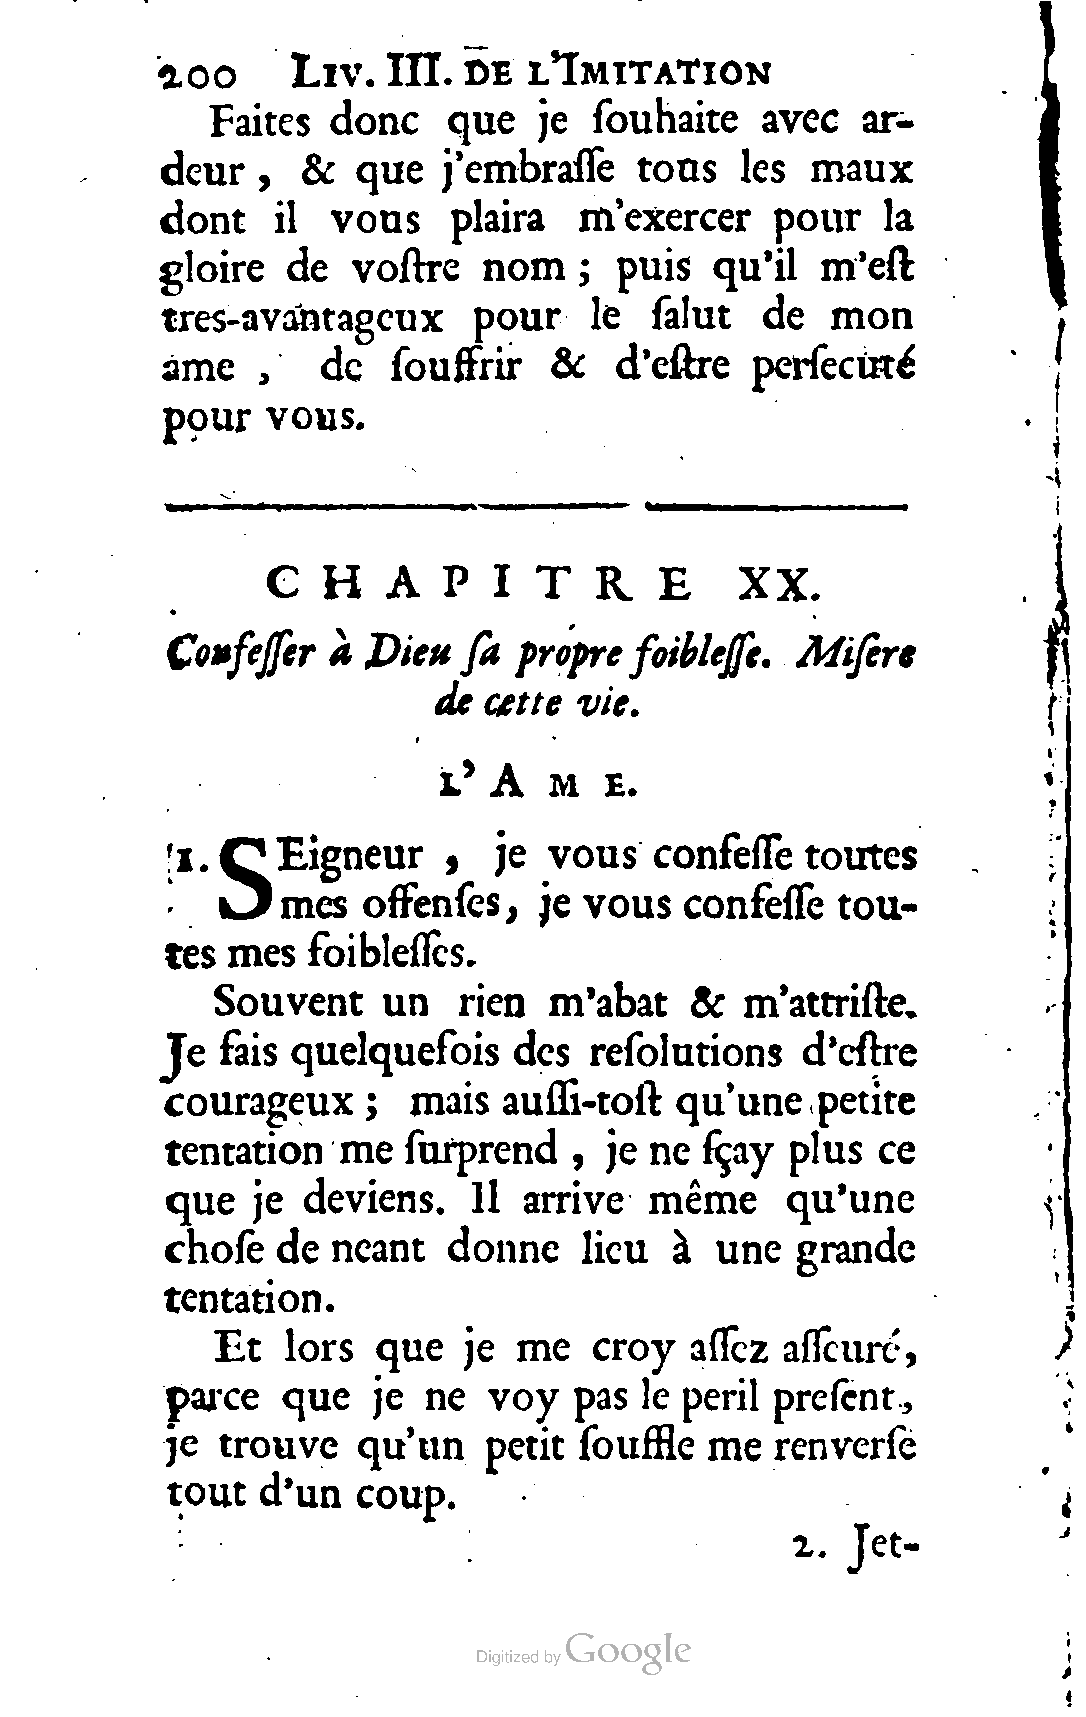 200 LIV. III. DE L'IMITATION
Faites donc que je ſouhaite avec ar-
deur, & que j'embraſſe tous les maux
dont il vous plaira m'exercer pour la
gloire de voſtre nom ; puis qu'il m'eſt
tres-avantageux pour le ſalut de mon
ame , de ſouffrir & d'eſtre perſecuté
pour vous.
CHAPITRE XX.
Confeſſer à Dieu ſa propre foibleſſe. Miſere
de cette vie.
L'AME.
1. SEigneur , je vous confeſſe toutes
mes offenſes, je vous confeſſe tou-
tes mes foibleſſes.
Souvent un rien m'abat & m'attriſte.
Je fais quelquefois des reſolutions d'eſtre
courageux ; mais auſſi-toſt qu'une petite
tentation me ſurprend , je ne ſçay plus ce
que je deviens. Il arrive même qu'une
choſe de neant donne lieu à une grande
tentation.
Et lors que je me croy aſſez aſſeuré,
parce que je ne voy pas le peril preſent,
je trouve qu'un petit ſouffle me renverſe
tout d'un coup.
2. Jet-
Digitized by Google